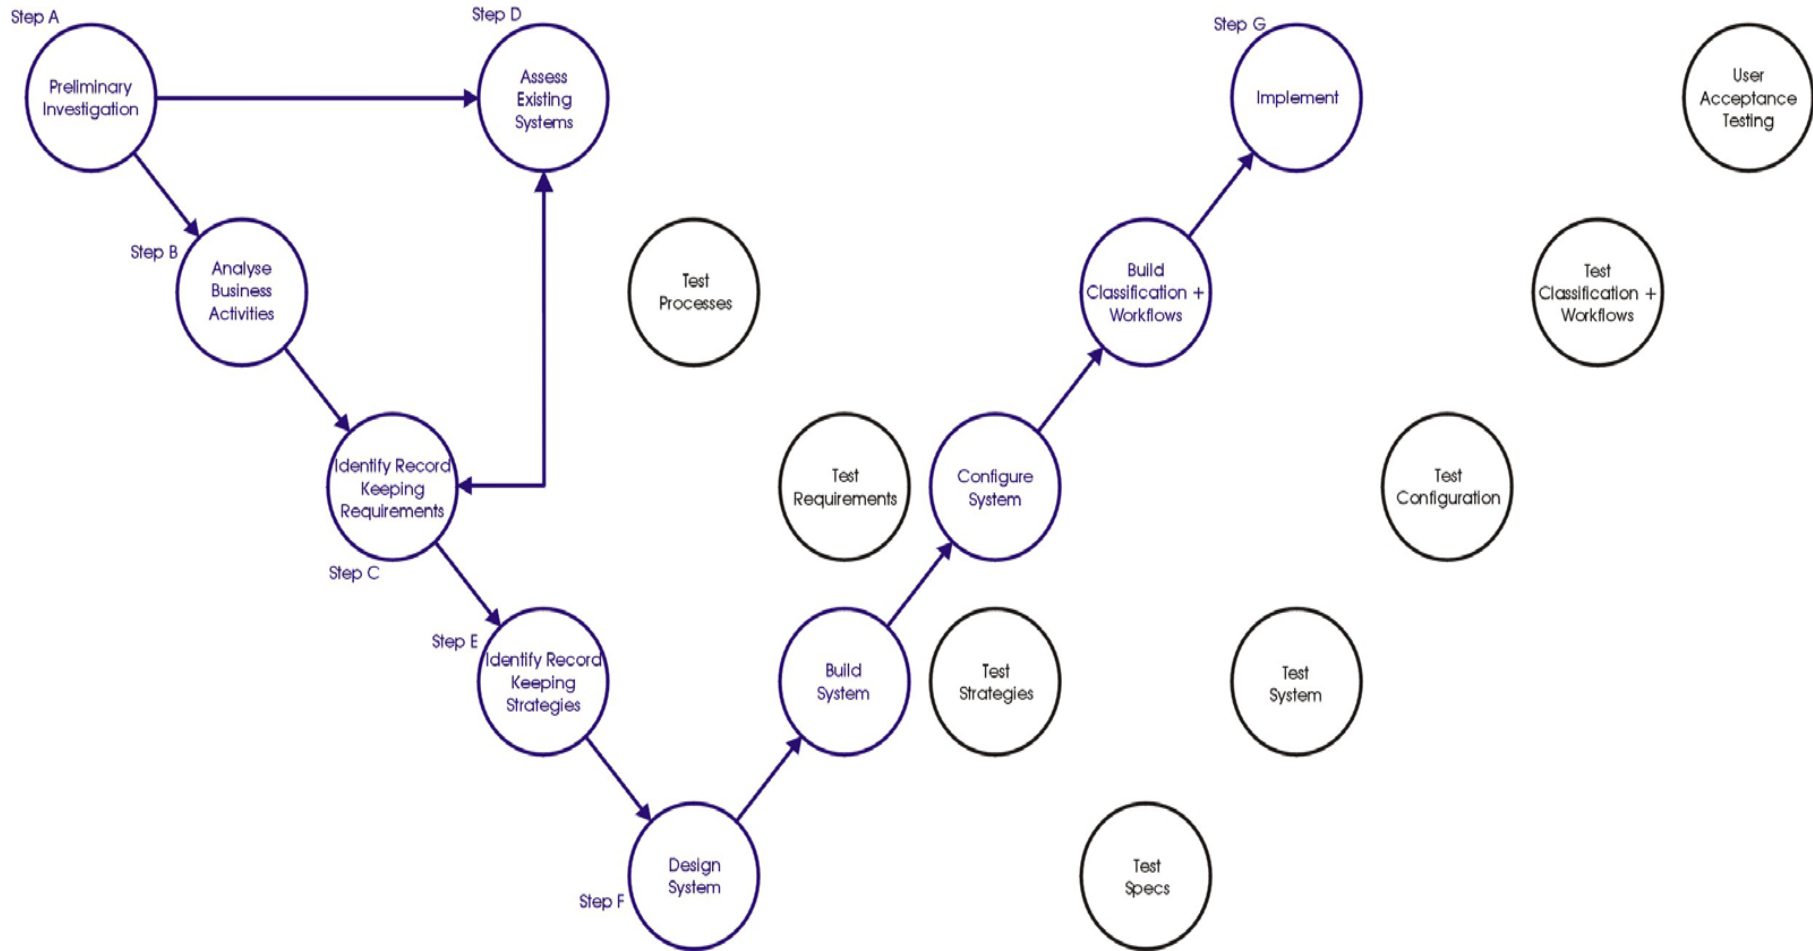 Step A
Preliminary
Investigation
Step D
Assess
Existing
Systems
Step G
Implement
User
Acceptance
Testing
Step B
Analyse
Business
Activities
Test
Processes
Build
Classification +
Workflows
Test
Classification +
Workflows
Identify Record
Keeping
Requirements
Step C
Test
Requirements
Configure
System
Test
Configuration
Step E
Identify Record
Keeping
Strategies
Build
System
Test
Strategies
Test
System
Step F
Design
System
Test
Specs